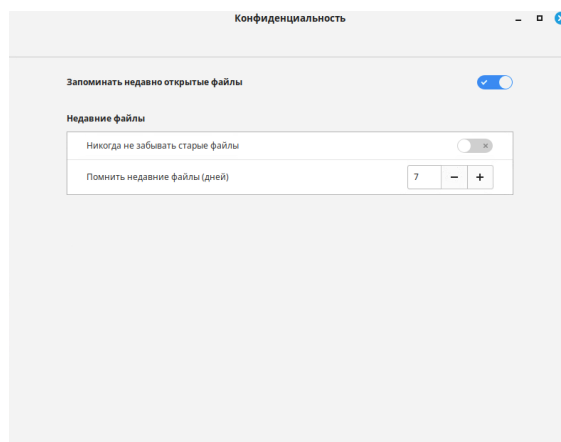 Конфиденциальность
Запоминать недавно открытые файлы
Недавние файлы
Никогда не забывать старые файлы
Помнить недавние файлы (дней)
7